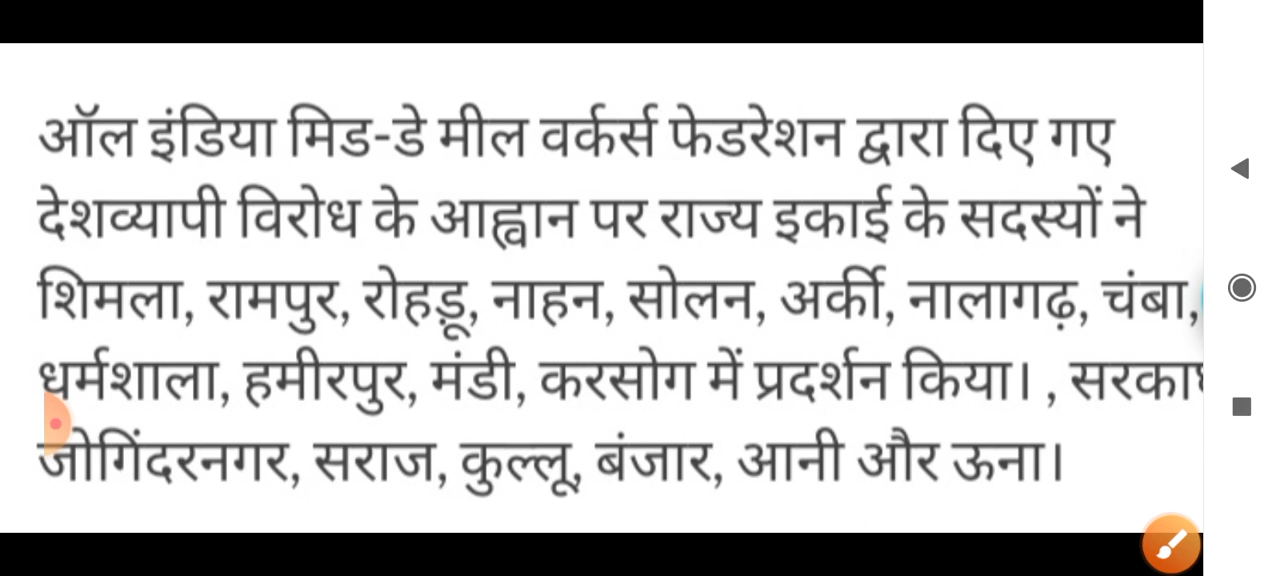 ऑल इंडिया मिड-डे मील वर्कर्स फेडरेशन द्वारा दिए गए
देशव्यापी विरोध के आह्वान पर राज्य इकाई के सदस्यों ने
शिमला, रामपुर, रोहड़ू, नाहन, सोलन, अर्की, नालागढ़, चंबा,
धर्मशाला, हमीरपुर, मंडी, करसोग में प्रदर्शन किया। ,
जोगिंदरनगर, सराज, कुल्लू, बंजार, आनी और ऊना।